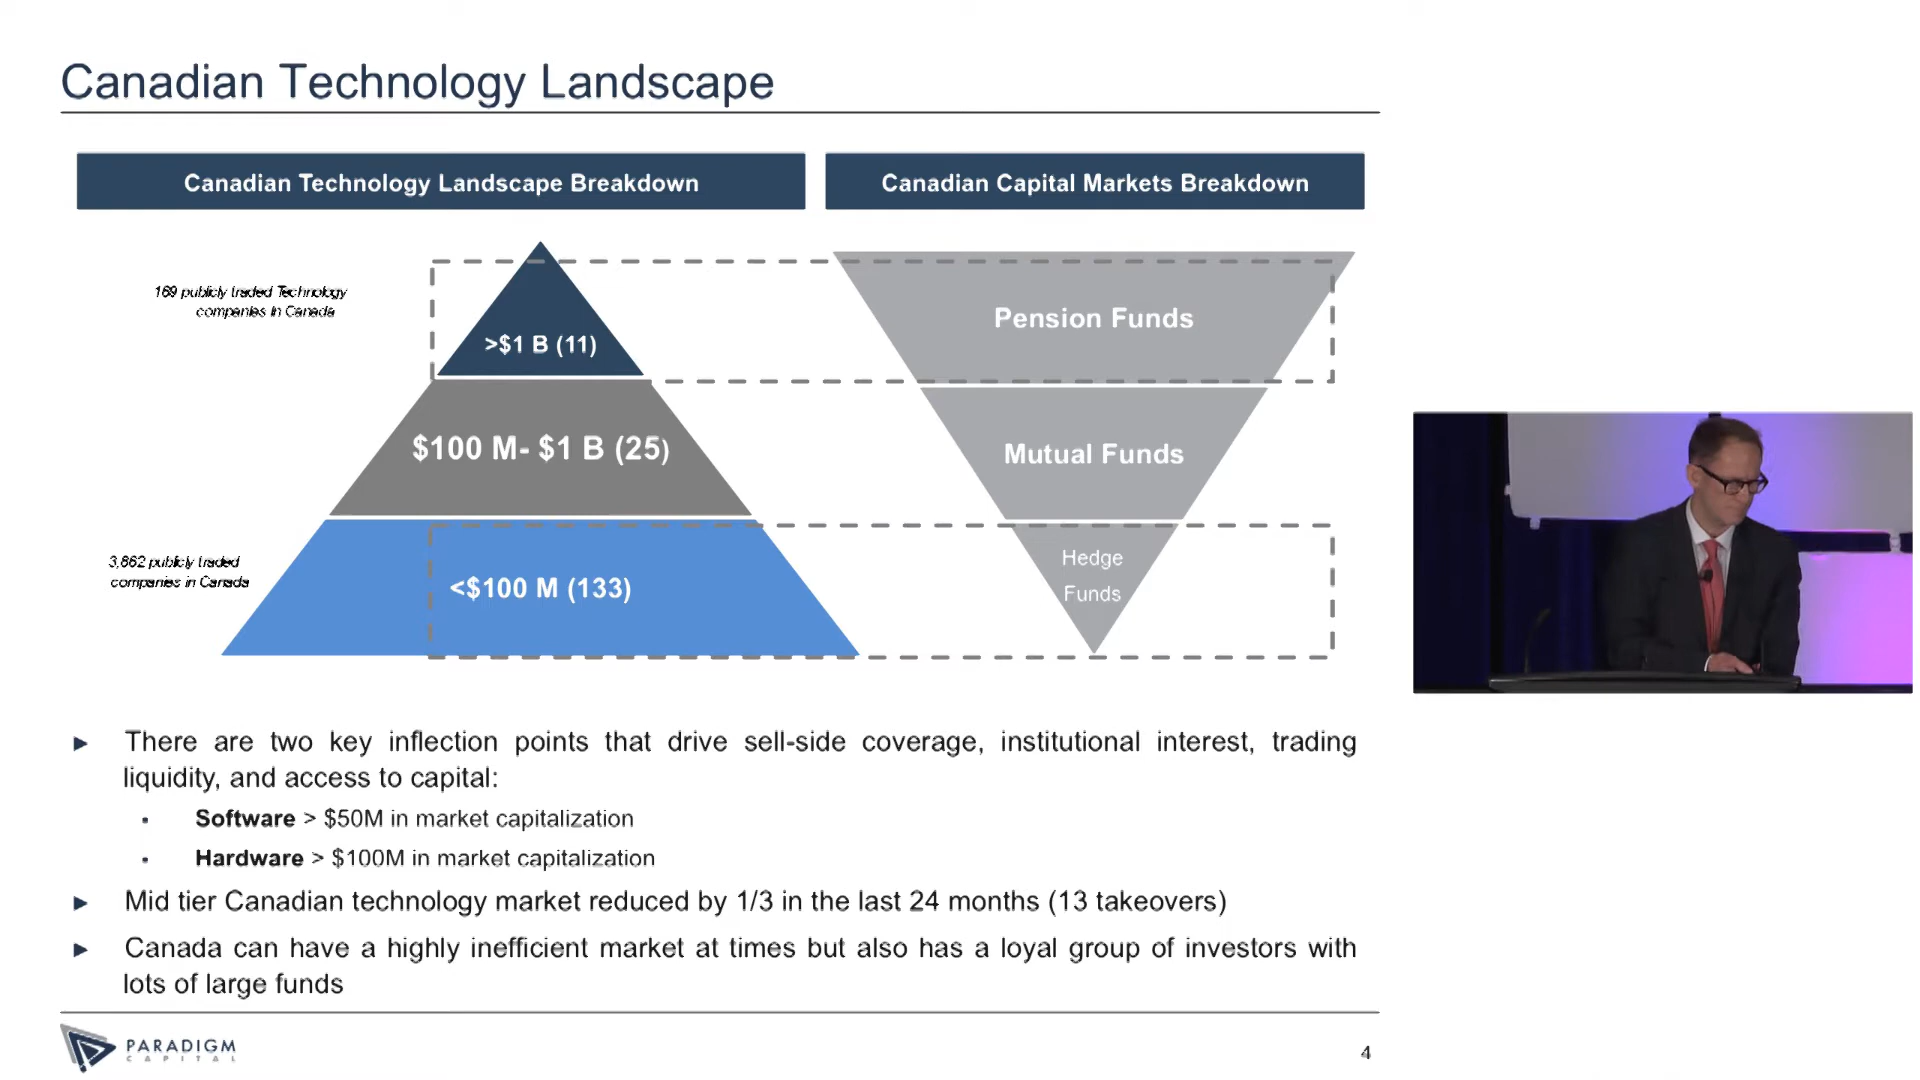 Canadian Technology Landscape
Canadian Technology Landscape Breakdown
Canadian Capital Markets Breakdown
169 publicly traded Technology
companies in Canada
>$1 B (11)
$100 M- $1 B (25)
3,862 publicly traded
companies in Canada
<$100 M (133)
Pension Funds
Mutual Funds
Hedge
Funds
► There are two key inflection points that drive sell-side coverage, institutional interest, trading
liquidity, and access to capital:
▪ Software > $50M in market capitalization
▪ Hardware > $100M in market capitalization
► Mid tier Canadian technology market reduced by 1/3 in the last 24 months (13 takeovers)
► Canada can have a highly inefficient market at times but also has a loyal group of investors with
lots of large funds
PARADIGM
CAPITAL
4